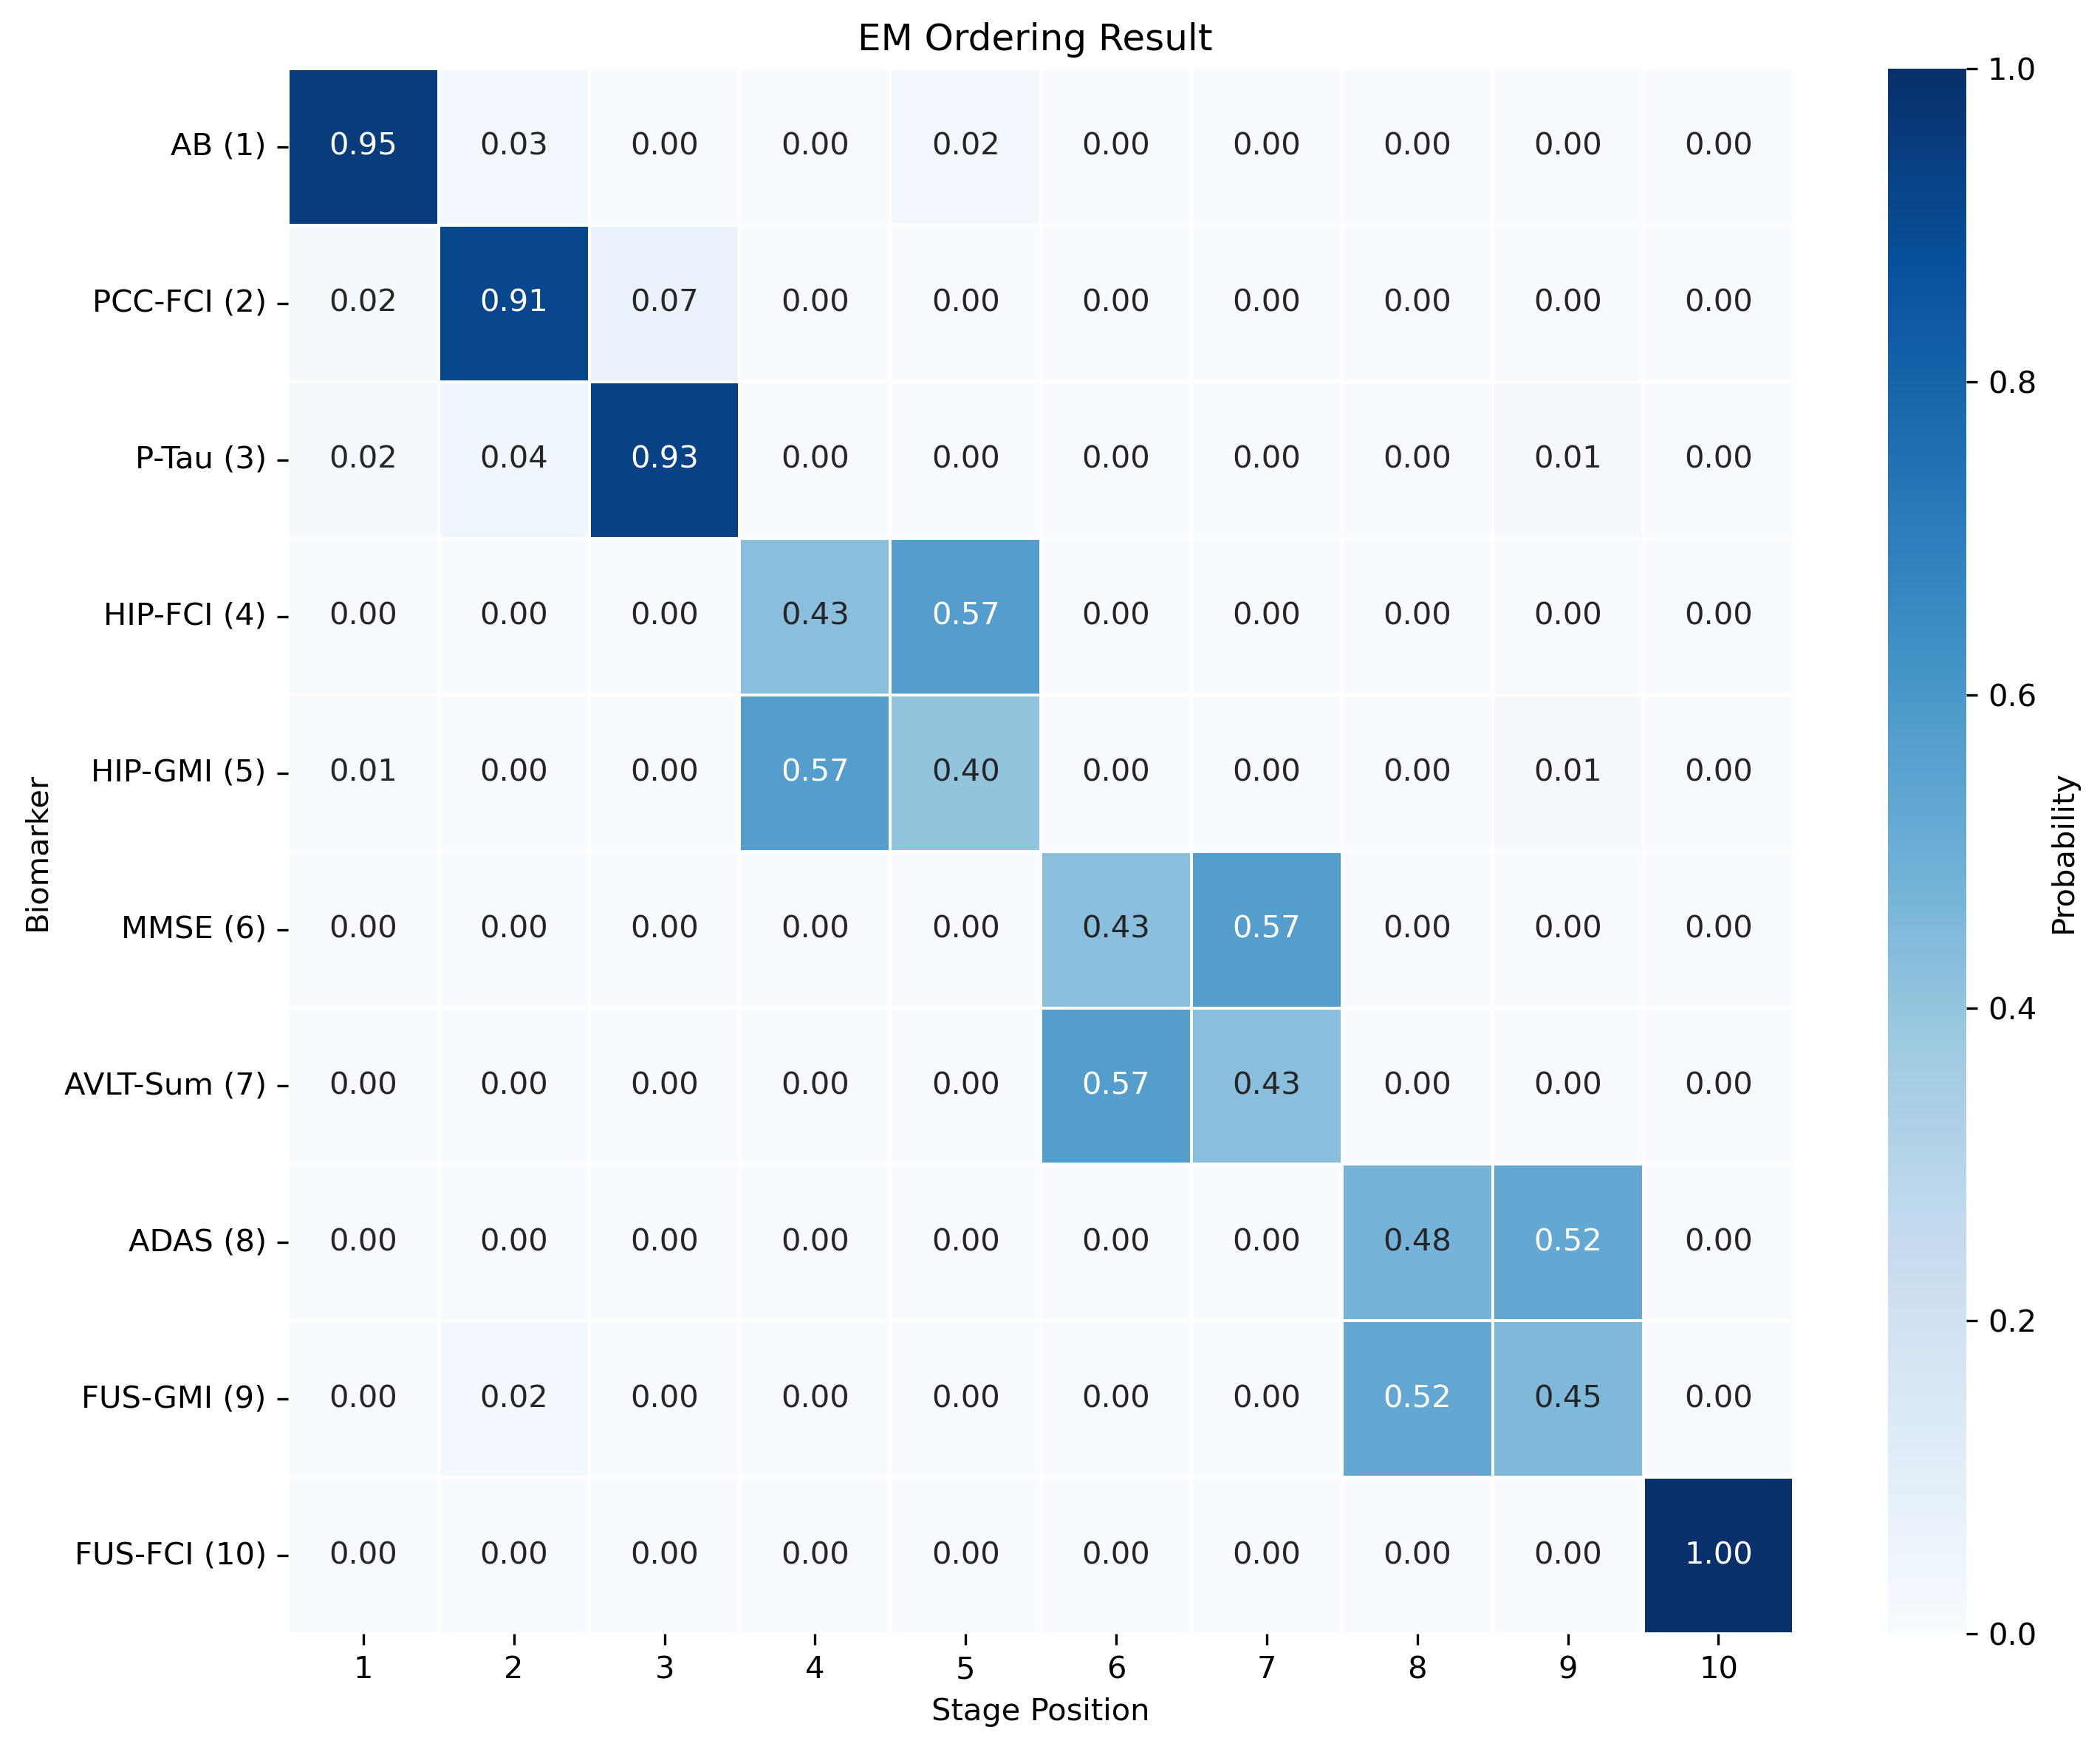 EM Ordering Result
AB (1) 0.95 0.03 0.00 0.00 0.02 0.00 0.00 0.00 0.00 0.00
PCC-FCI (2) 0.02 0.91 0.07 0.00 0.00 0.00 0.00 0.00 0.00 0.00
P-Tau (3) 0.02 0.04 0.93 0.00 0.00 0.00 0.00 0.00 0.01 0.00
HIP-FCI (4) 0.00 0.00 0.00 0.43 0.57 0.00 0.00 0.00 0.00 0.00
HIP-GMI (5) 0.01 0.00 0.00 0.57 0.40 0.00 0.00 0.00 0.01 0.00
MMSE (6) 0.00 0.00 0.00 0.00 0.00 0.43 0.57 0.00 0.00 0.00
AVLT-Sum (7) 0.00 0.00 0.00 0.00 0.00 0.57 0.43 0.00 0.00 0.00
ADAS (8) 0.00 0.00 0.00 0.00 0.00 0.00 0.00 0.48 0.52 0.00
FUS-GMI (9) 0.00 0.02 0.00 0.00 0.00 0.00 0.00 0.52 0.45 0.00
FUS-FCI (10) 0.00 0.00 0.00 0.00 0.00 0.00 0.00 0.00 0.00 1.00
1 2 3 4 5 6 7 8 9 10
Stage Position
Biomarker
1.0
0.8
0.6
0.4
0.2
0.0
Probability